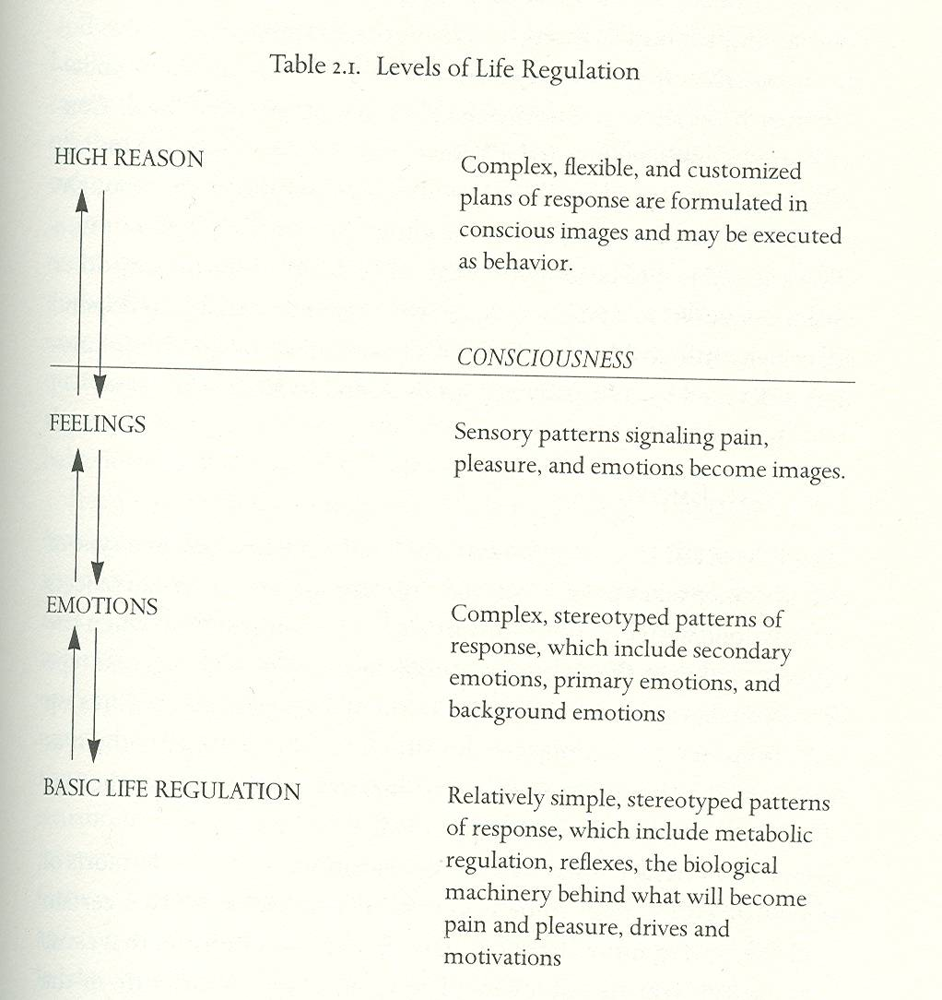 Table 2.1. Levels of Life Regulation
HIGH REASON
Complex, flexible, and customized
plans of response are formulated in
conscious images and may be executed
as behavior.
CONSCIOUSNESS
FEELINGS
Sensory patterns signaling pain,
pleasure, and emotions become images.
EMOTIONS
Complex, stereotyped patterns of
response, which include secondary
emotions, primary emotions, and
background emotions
BASIC LIFE REGULATION
Relatively simple, stereotyped patterns
of response, which include metabolic
regulation, reflexes, the biological
machinery behind what will become
pain and pleasure, drives and
motivations